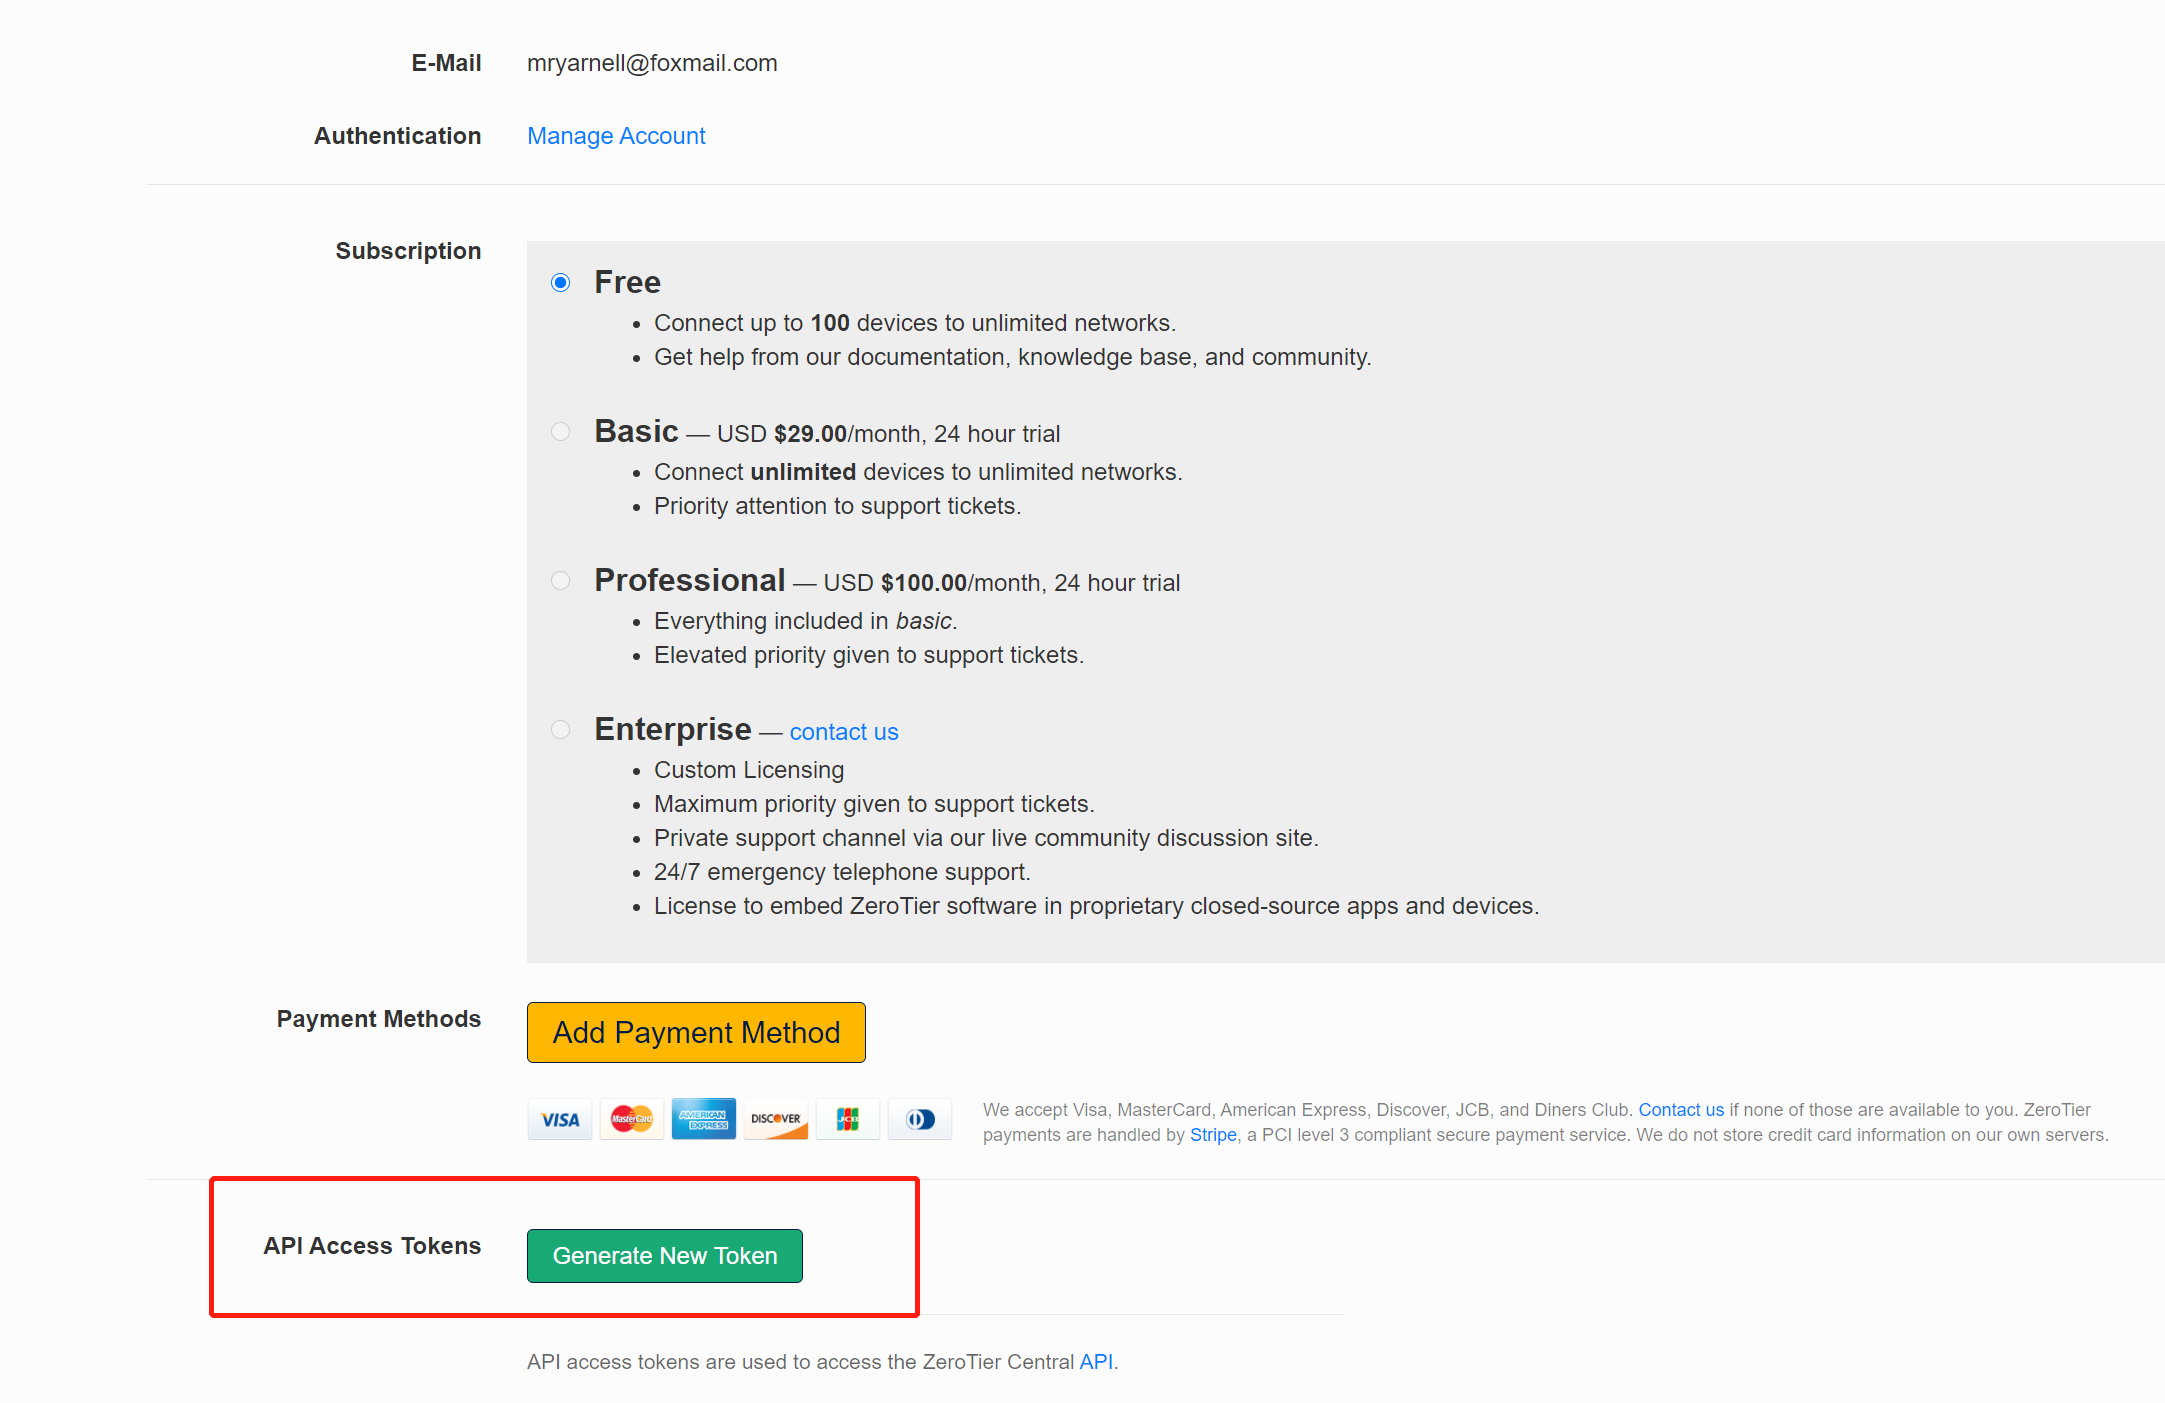 E-Mail mryarnell@foxmail.com
Authentication Manage Account
Subscription
Free
Connect up to 100 devices to unlimited networks.
Get help from our documentation, knowledge base, and community.
Basic — USD $29.00/month, 24 hour trial
Connect unlimited devices to unlimited networks.
Priority attention to support tickets.
Professional — USD $100.00/month, 24 hour trial
Everything included in basic.
Elevated priority given to support tickets.
Enterprise — contact us
Custom Licensing
Maximum priority given to support tickets.
Private support channel via our live community discussion site.
24/7 emergency telephone support.
License to embed ZeroTier software in proprietary closed-source apps and devices.
Payment Methods Add Payment Method
VISA MasterCard AMERICAN EXPRESS DISCOVER JCB
We accept Visa, MasterCard, American Express, Discover, JCB, and Diners Club. Contact us if none of those are available to you. ZeroTier
payments are handled by Stripe, a PCI level 3 compliant secure payment service. We do not store credit card information on our own servers.
API Access Tokens Generate New Token
API access tokens are used to access the ZeroTier Central API.